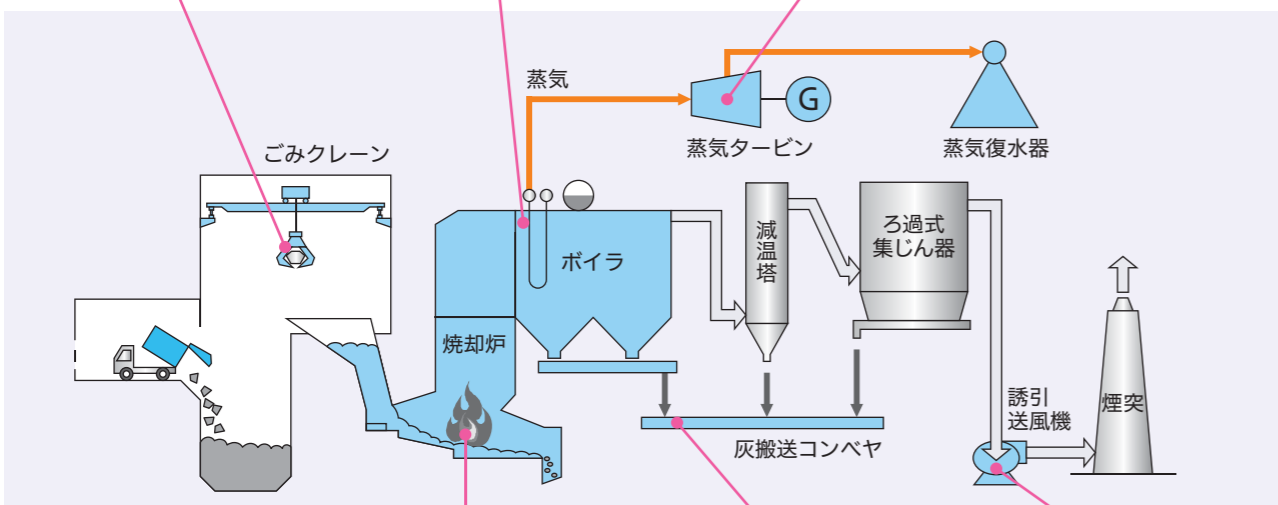 蒸気
G
蒸気タービン
蒸気復水器
ごみクレーン
ボイラ
減温塔
ろ過式
集じん器
焼却炉
誘引
送風機
煙突
灰搬送コンベヤ